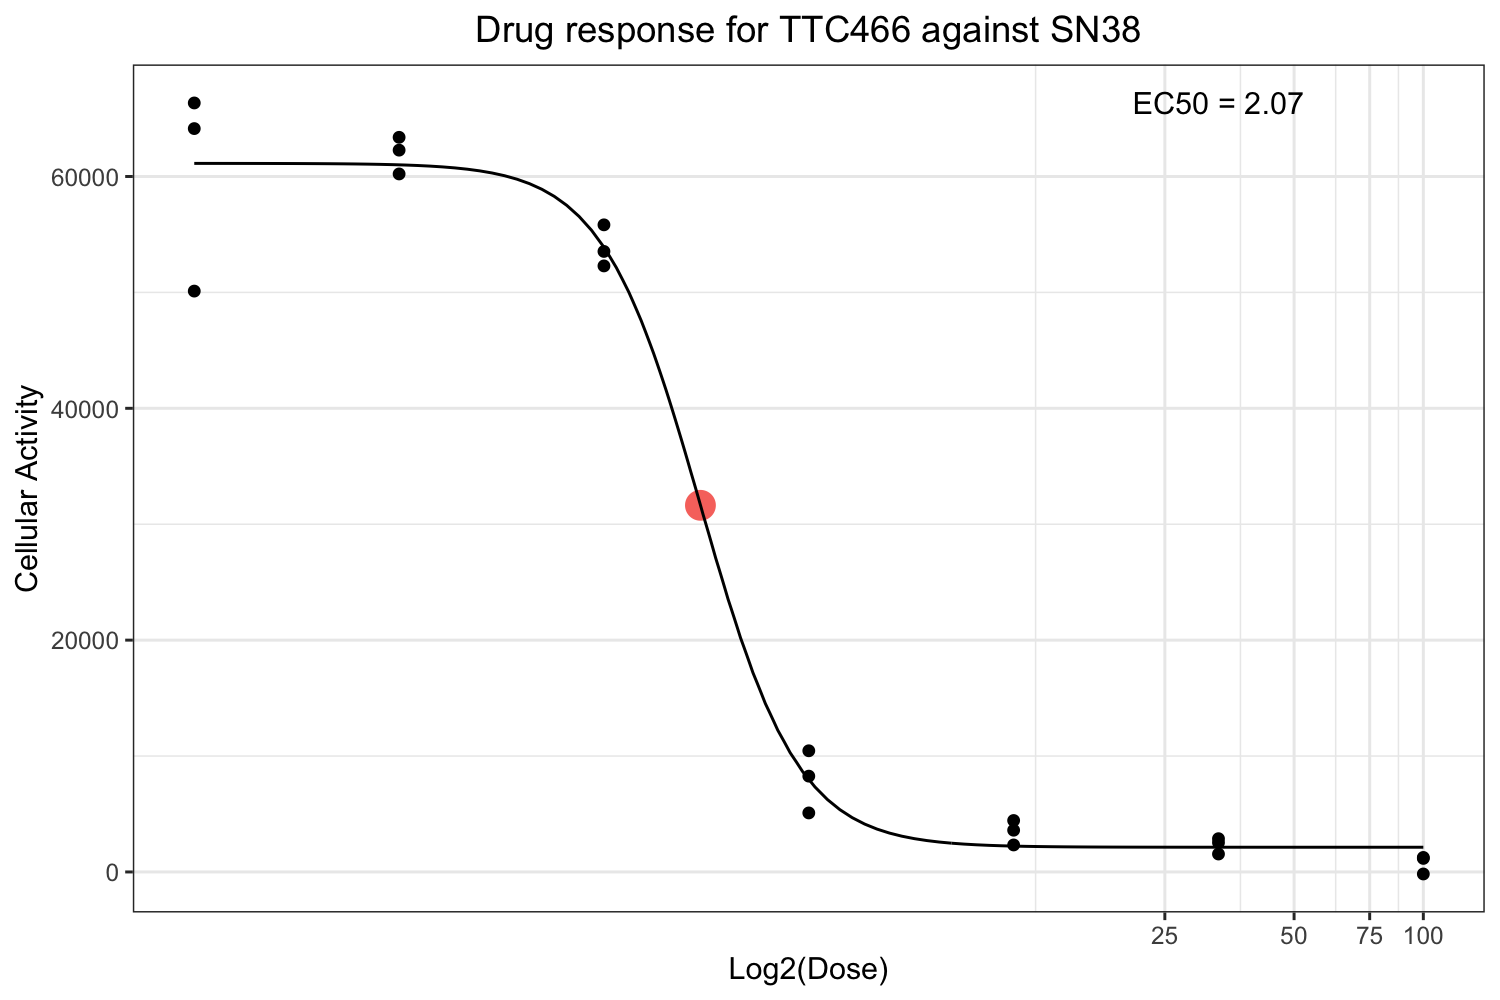 Drug response for TTC466 against SN38
EC50 = 2.07
Cellular Activity
60000
40000
20000
0
25 50 75 100
Log2(Dose)